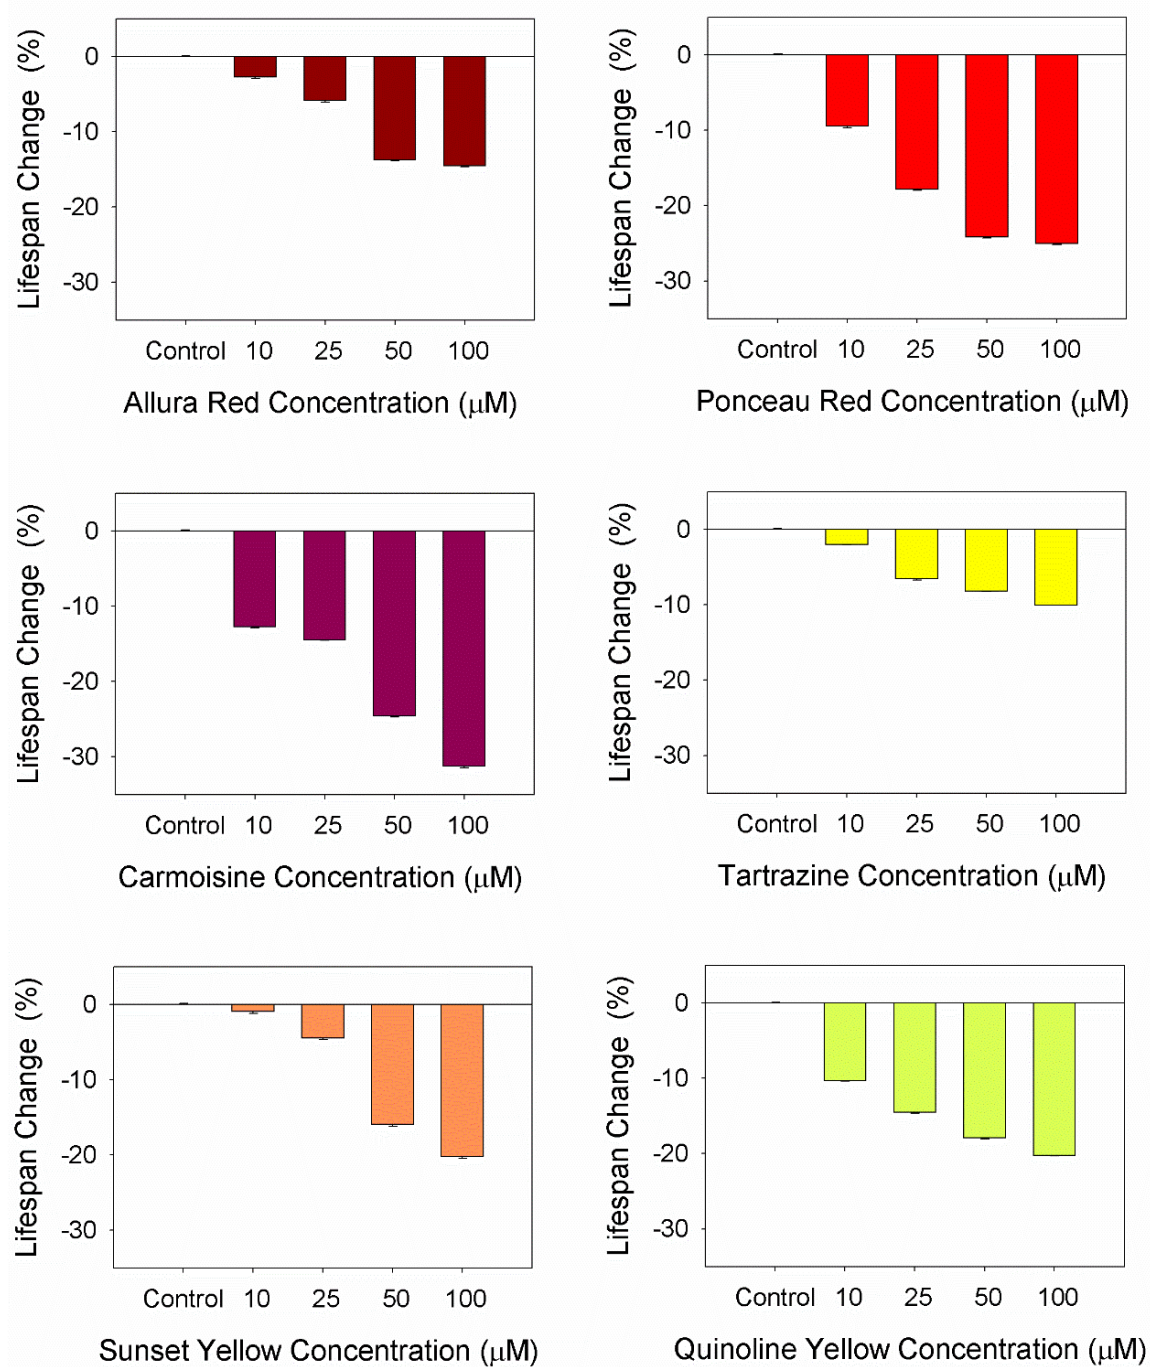 Lifespan Change (%)
0
-10
-20
-30
Control 10 25 50 100
Allura Red Concentration (μM)
Lifespan Change (%)
0
-10
-20
-30
Control 10 25 50 100
Ponceau Red Concentration (μM)
Lifespan Change (%)
0
-10
-20
-30
Control 10 25 50 100
Carmoisine Concentration (μM)
Lifespan Change (%)
0
-10
-20
-30
Control 10 25 50 100
Tartrazine Concentration (μM)
Lifespan Change (%)
0
-10
-20
-30
Control 10 25 50 100
Sunset Yellow Concentration (μM)
Lifespan Change (%)
0
-10
-20
-30
Control 10 25 50 100
Quinoline Yellow Concentration (μM)